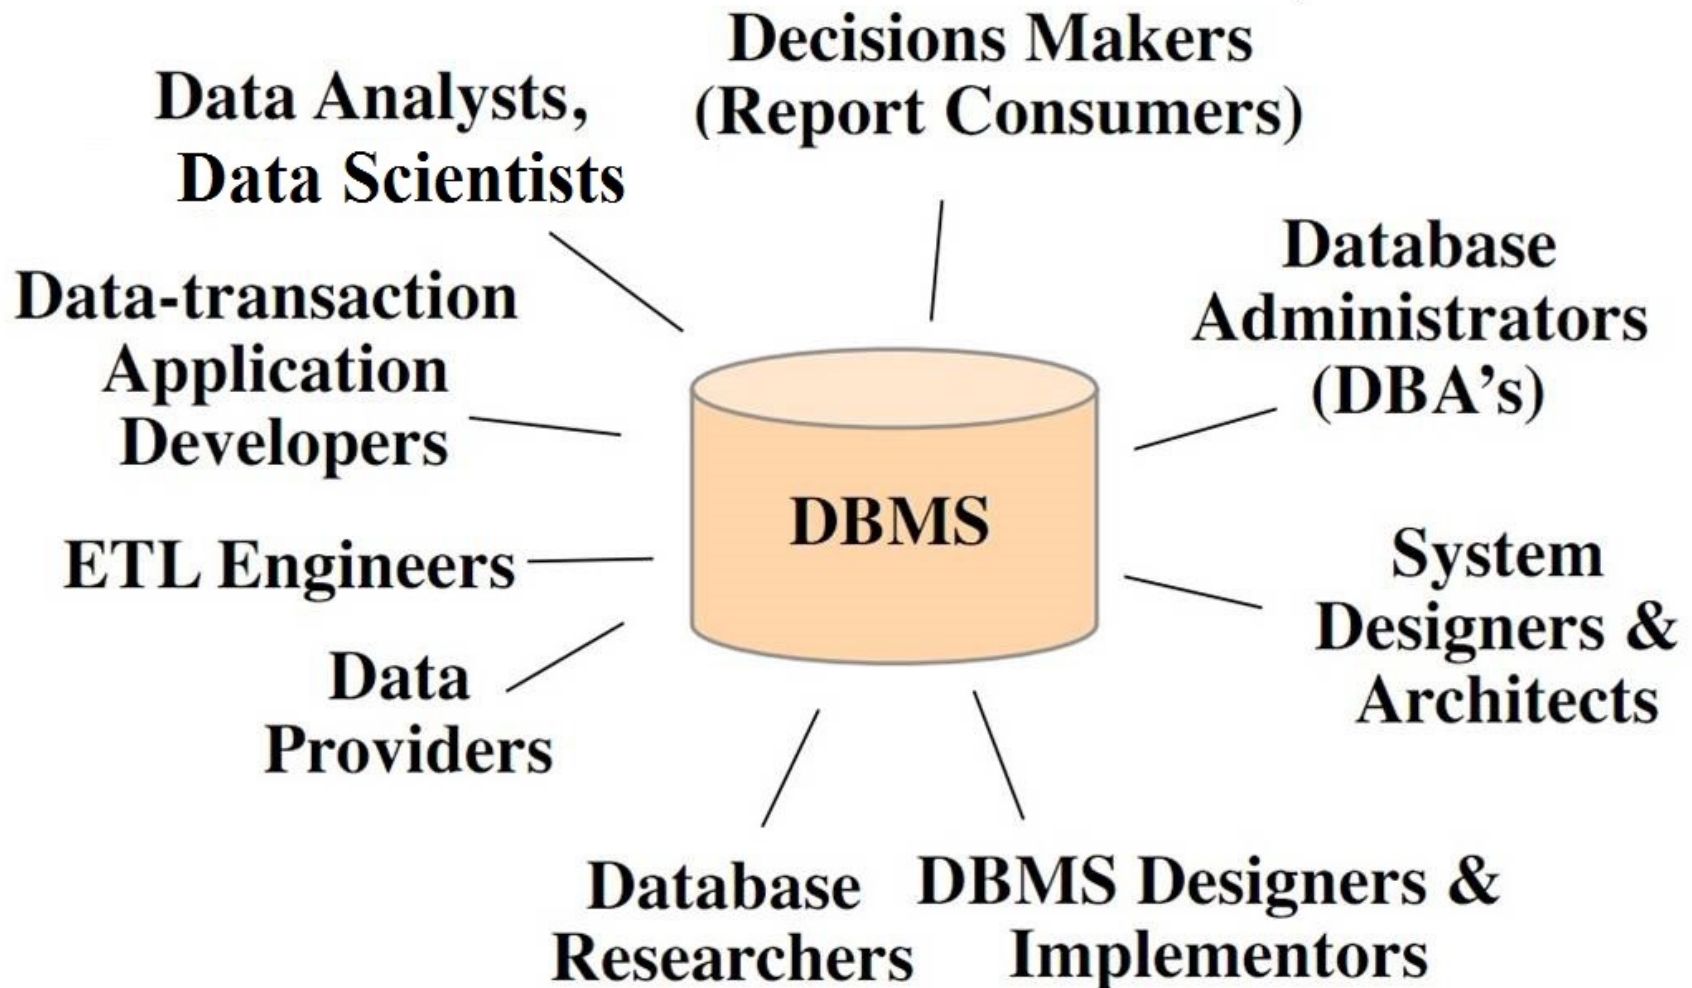 Decisions Makers
(Report Consumers)
Data Analysts,
Data Scientists
Database
Administrators
(DBA’s)
Data-transaction
Application
Developers
DBMS
ETL Engineers
System
Designers &
Architects
Data
Providers
Database
Researchers
DBMS Designers &
Implementors